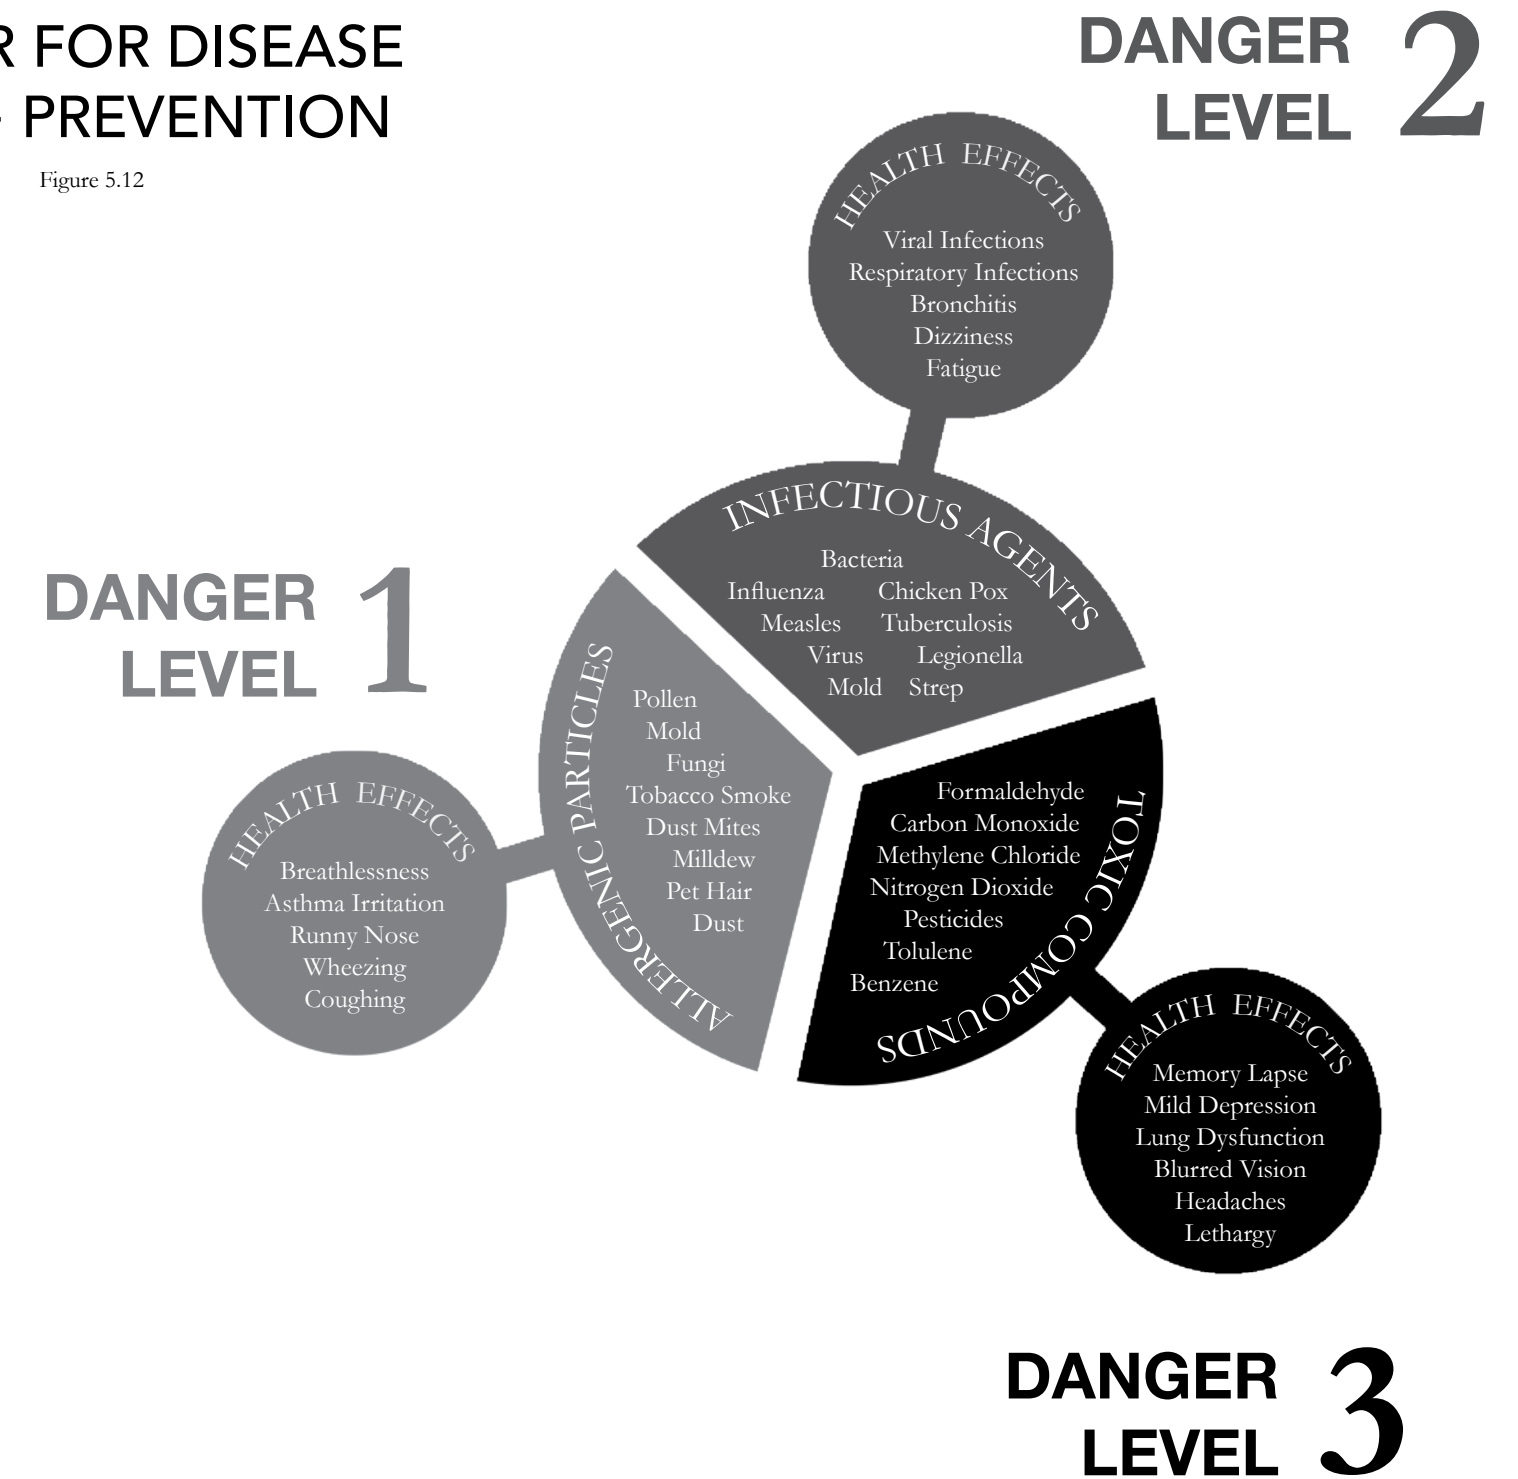 R FOR DISEASE
PREVENTION
Figure 5.12
DANGER
LEVEL 2
HEALTH EFFECTS
Viral Infections
Respiratory Infections
Bronchitis
Dizziness
Fatigue
INFECTIOUS AGENTS
Bacteria
Influenza Chicken Pox
Measles Tuberculosis
Virus Legionella
Mold Strep
DANGER
LEVEL 1
HEALTH EFFECTS
Breathlessness
Asthma Irritation
Runny Nose
Wheezing
Coughing
ALLERGENIC PARTICLES
Pollen
Mold
Fungi
Tobacco Smoke
Dust Mites
Milldew
Pet Hair
Dust
TOXIC COMPOUNDS
Formaldehyde
Carbon Monoxide
Methylene Chloride
Nitrogen Dioxide
Pesticides
Tolulene
Benzene
HEALTH EFFECTS
Memory Lapse
Mild Depression
Lung Dysfunction
Blurred Vision
Headaches
Lethargy
DANGER
LEVEL 3